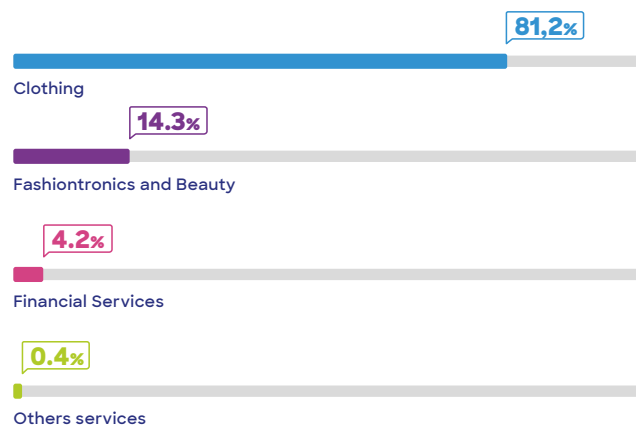 81,2%
Clothing
14.3%
Fashiontronics and Beauty
4.2%
Financial Services
0.4%
Others services